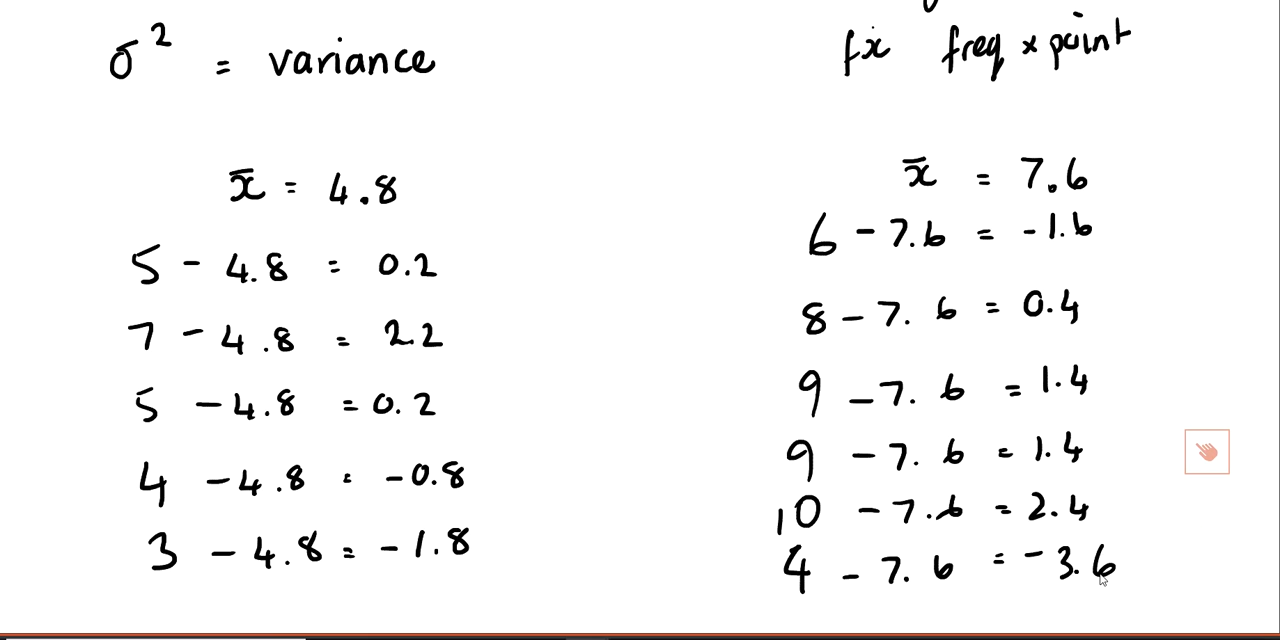 σ² = variance
x̄ = 4.8
5 - 4.8 = 0.2
7 - 4.8 = 2.2
5 - 4.8 = 0.2
4 - 4.8 = -0.8
3 - 4.8 = -1.8
fx freq × point
x̄ = 7.6
6 - 7.6 = -1.6
8 - 7.6 = 0.4
9 - 7.6 = 1.4
9 - 7.6 = 1.4
10 - 7.6 = 2.4
4 - 7.6 = -3.6